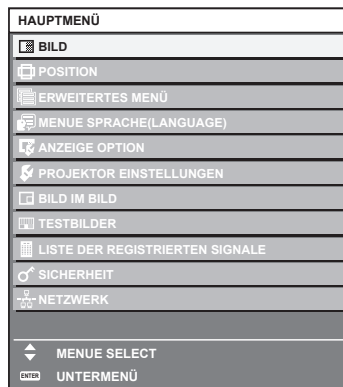 HAUPTMENÜ
BILD
POSITION
ERWEITERTES MENÜ
MENUE SPRACHE(LANGUAGE)
ANZEIGE OPTION
PROJEKTOR EINSTELLUNGEN
BILD IM BILD
TESTBILDER
LISTE DER REGISTRIERTEN SIGNALE
SICHERHEIT
NETZWERK
MENUE SELECT
ENTER UNTERMENÜ